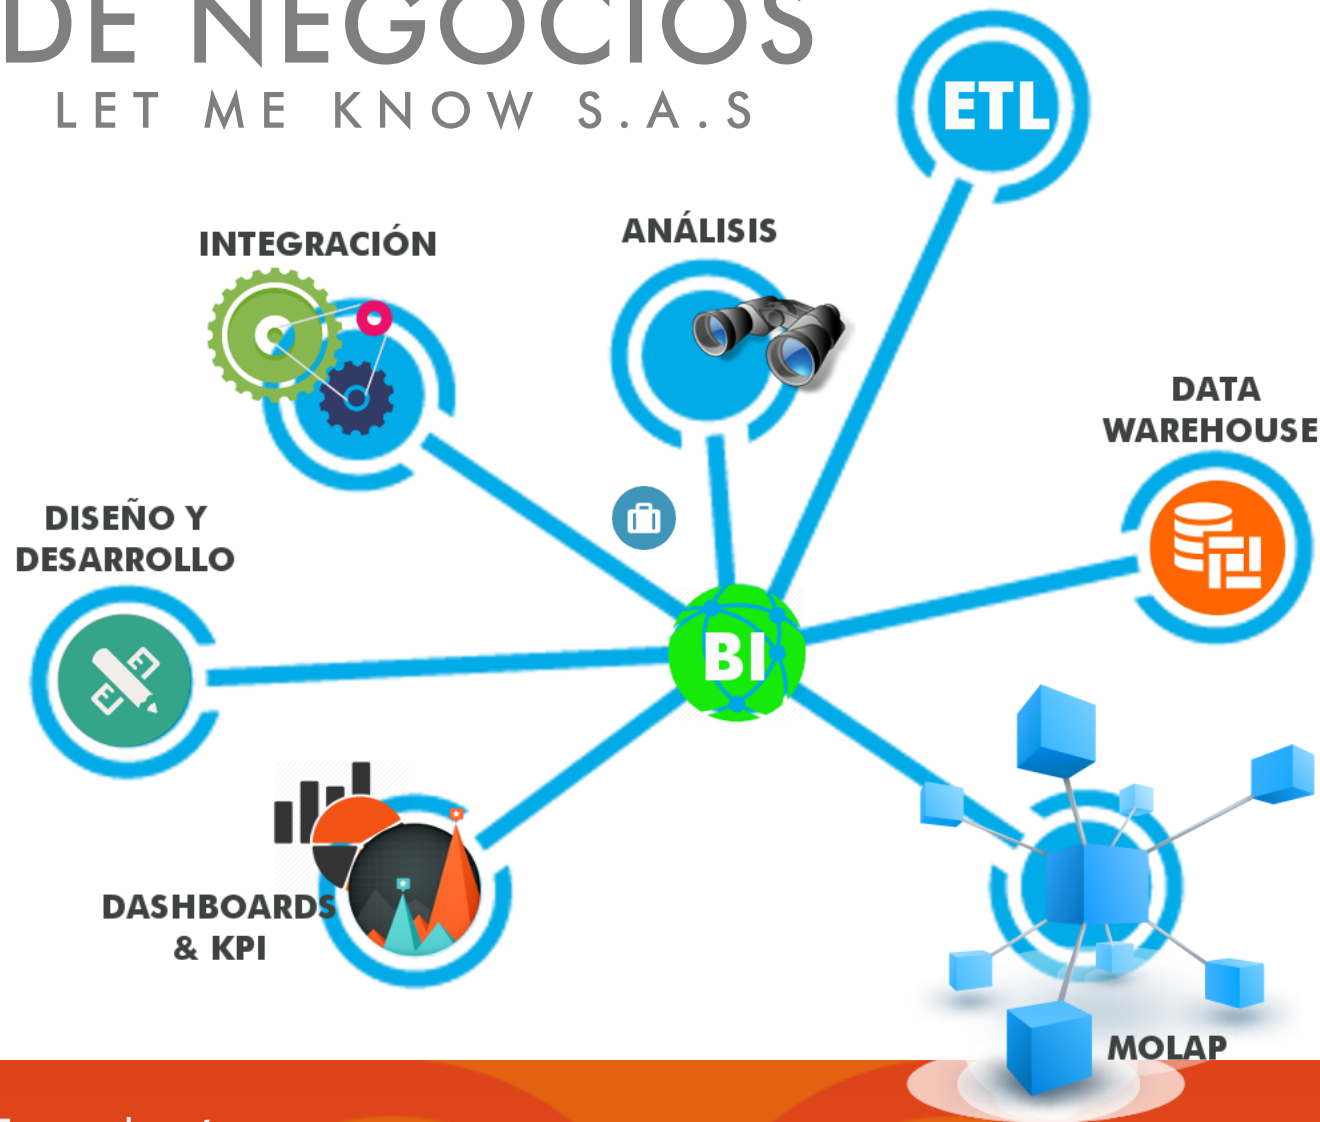 DE NEGOCIOS
LET ME KNOW S.A.S
ETL
INTEGRACIÓN
ANÁLISIS
DATA
WAREHOUSE
DISEÑO Y
DESARROLLO
BI
DASHBOARDS
& KPI
MOLAP